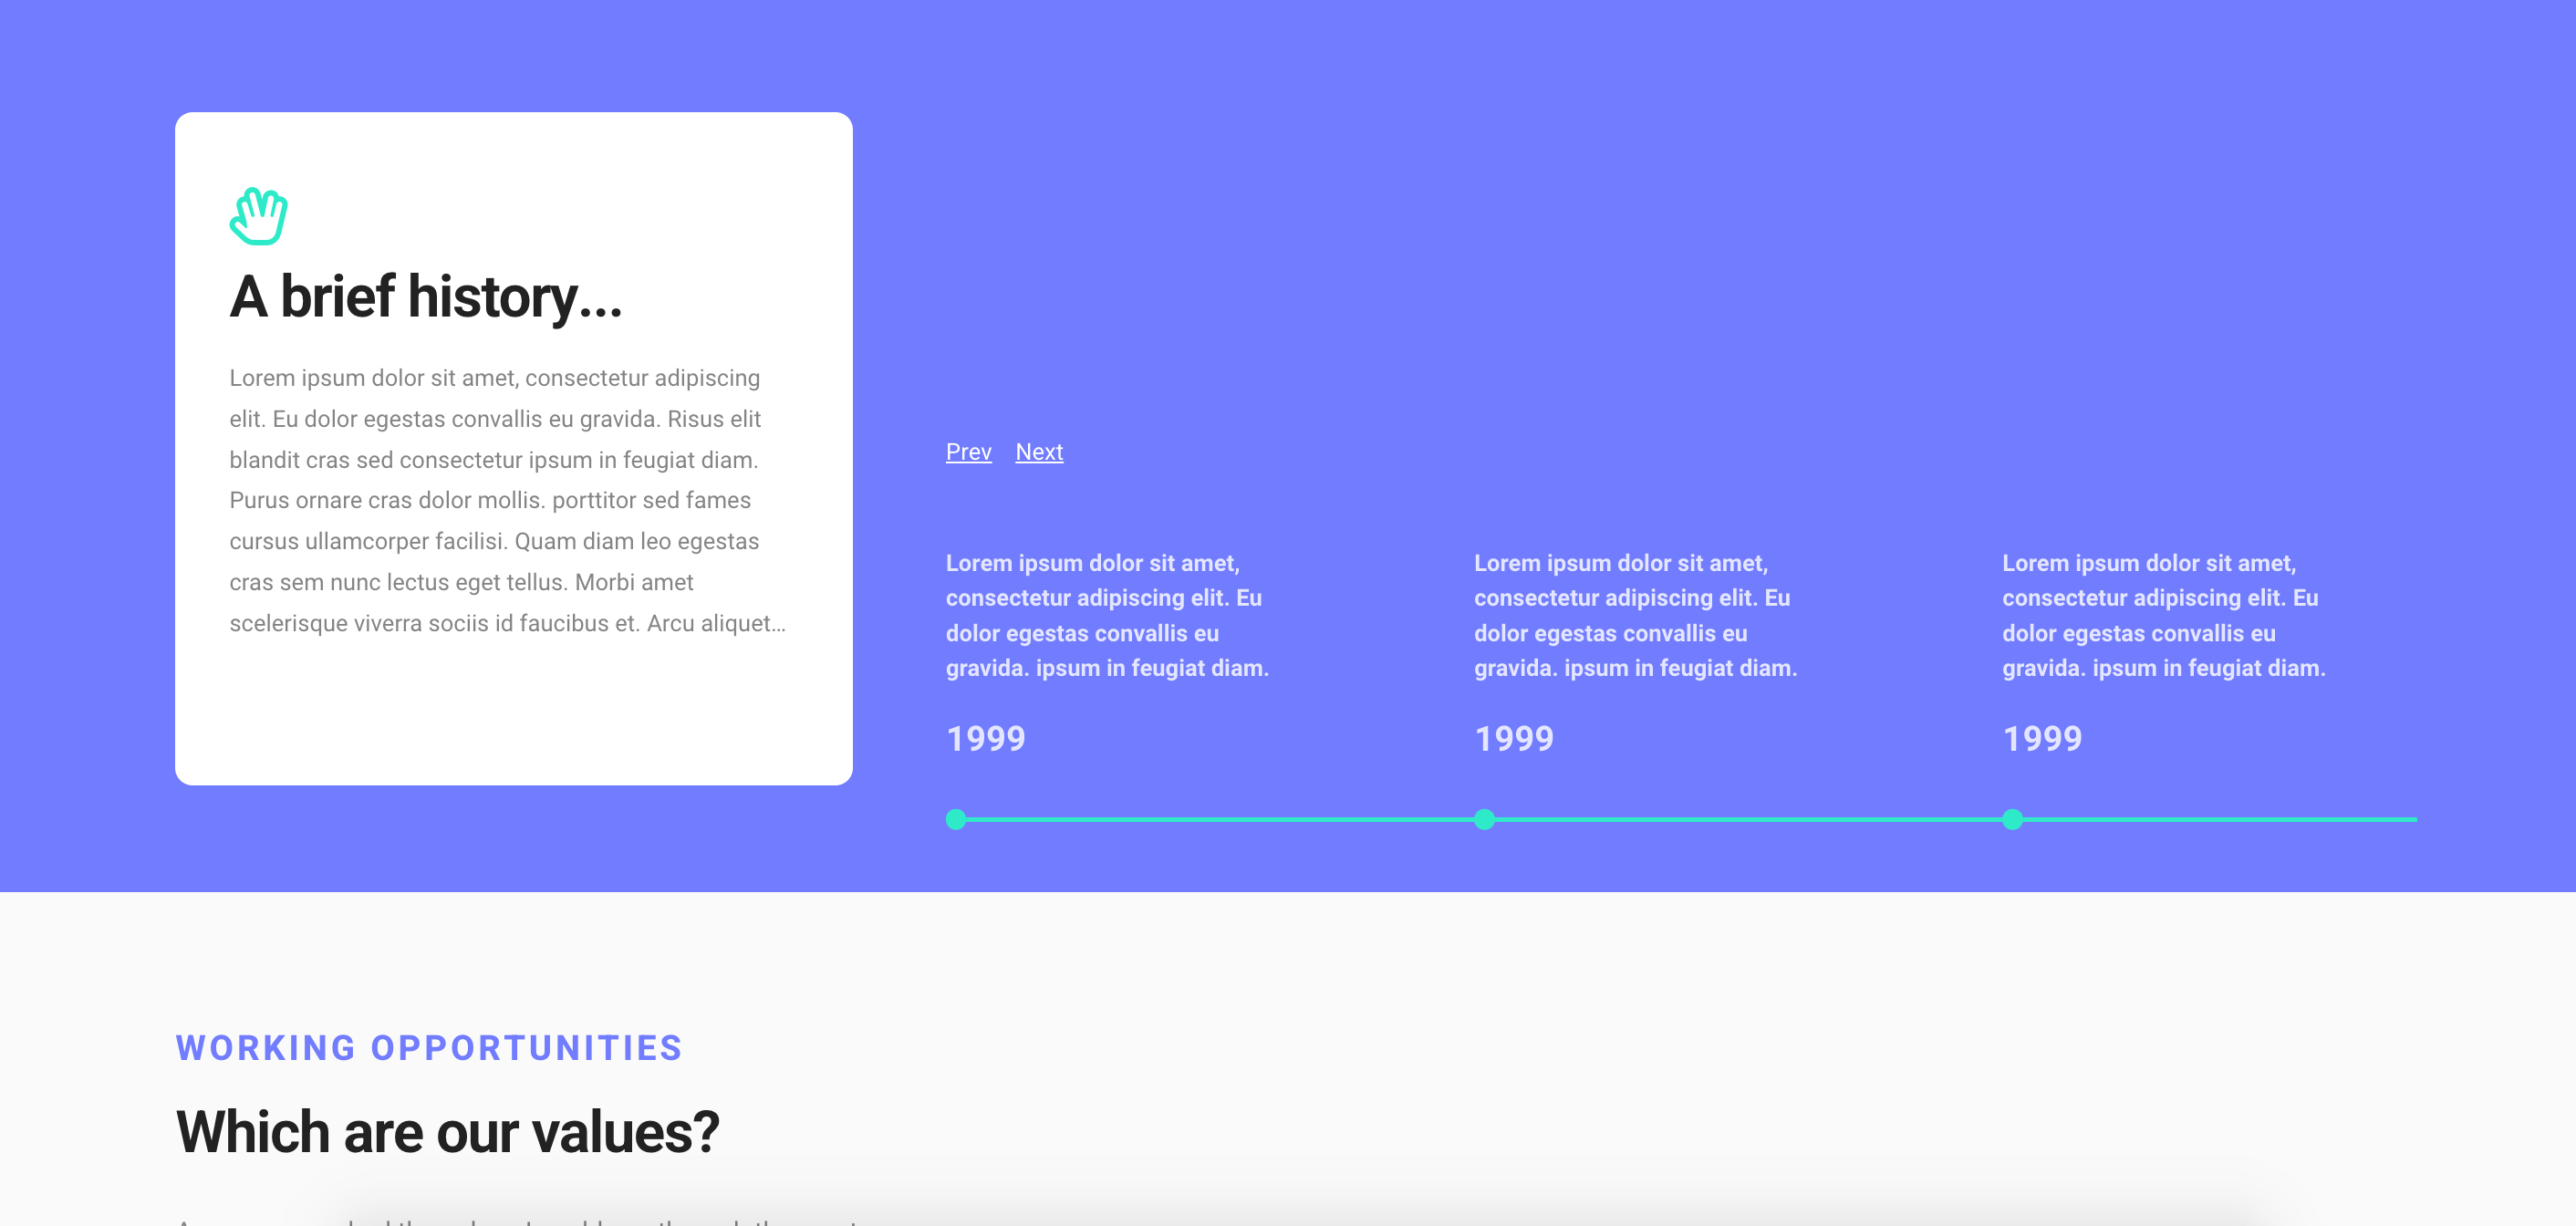 A brief history...
Lorem ipsum dolor sit amet, consectetur adipiscing
elit. Eu dolor egestas convallis eu gravida. Risus elit
blandit cras sed consectetur ipsum in feugiat diam.
Purus ornare cras dolor mollis. porttitor sed fames
cursus ullamcorper facilisi. Quam diam leo egestas
cras sem nunc lectus eget tellus. Morbi amet
scelerisque viverra sociis id faucibus et. Arcu aliquet...
Prev Next
Lorem ipsum dolor sit amet,
consectetur adipiscing elit. Eu
dolor egestas convallis eu
gravida. ipsum in feugiat diam.
1999
Lorem ipsum dolor sit amet,
consectetur adipiscing elit. Eu
dolor egestas convallis eu
gravida. ipsum in feugiat diam.
1999
Lorem ipsum dolor sit amet,
consectetur adipiscing elit. Eu
dolor egestas convallis eu
gravida. ipsum in feugiat diam.
1999
WORKING OPPORTUNITIES
Which are our values?